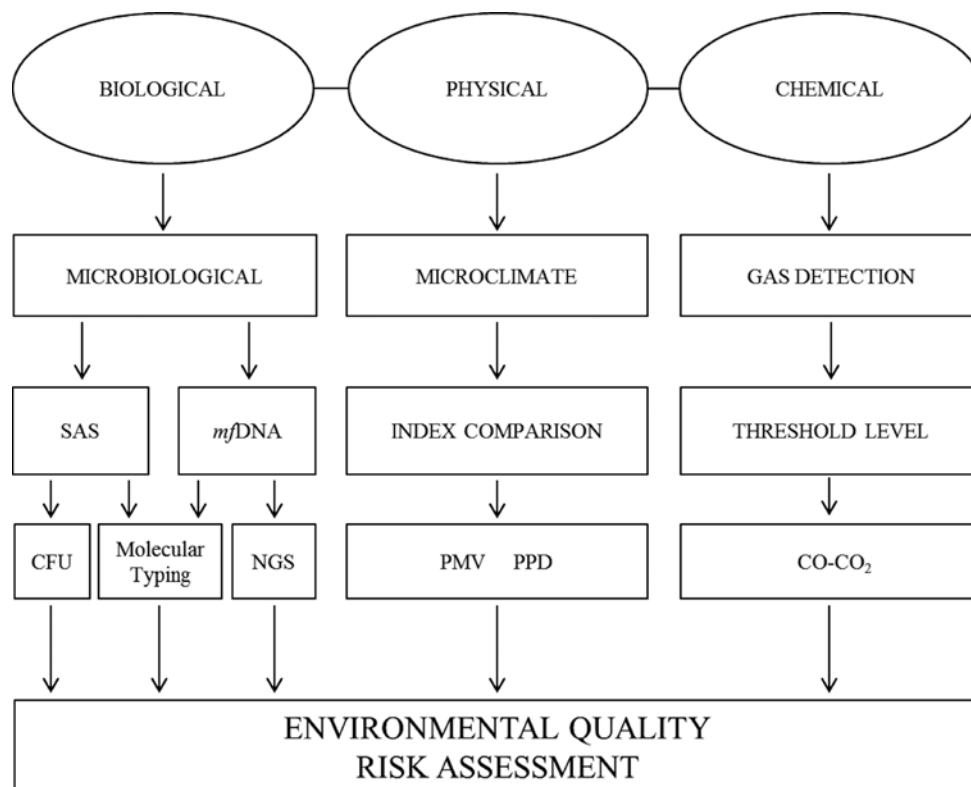 BIOLOGICAL
PHYSICAL
CHEMICAL
MICROBIOLOGICAL
MICROCLIMATE
GAS DETECTION
SAS
mfDNA
INDEX COMPARISON
THRESHOLD LEVEL
CFU
Molecular
Typing
NGS
PMV PPD
CO-CO₂
ENVIRONMENTAL QUALITY
RISK ASSESSMENT